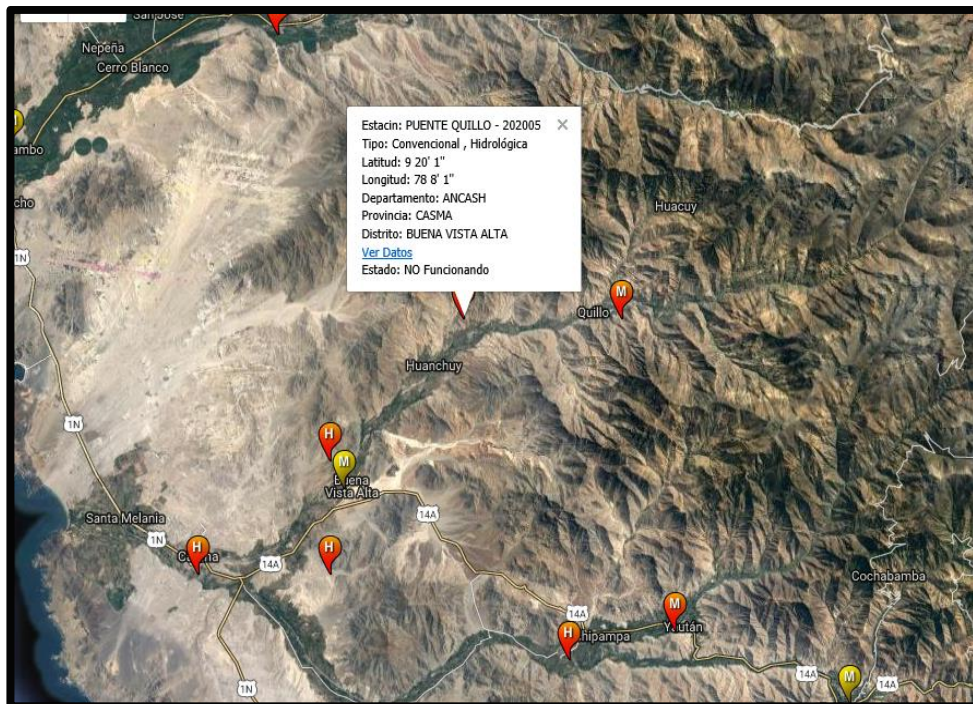 San Jose
Nepeña
Cerro Blanco
ambo
cho
1N
Estacin: PUENTE QUILLO - 202005
Tipo: Convencional , Hidrológica
Latitud: 9 20' 1"
Longitud: 78 8' 1"
Departamento: ANCASH
Provincia: CASMA
Distrito: BUENA VISTA ALTA
Ver Datos
Estado: NO Funcionando
Huacuy
M
Quillo
Huanchuy
1N
H
M
Buena
Vista Alta
14A
Santa Melania
1N
H
14A
H
Cochabamba
14A
M
H
hipampa
M
14A
14A
1N
1N